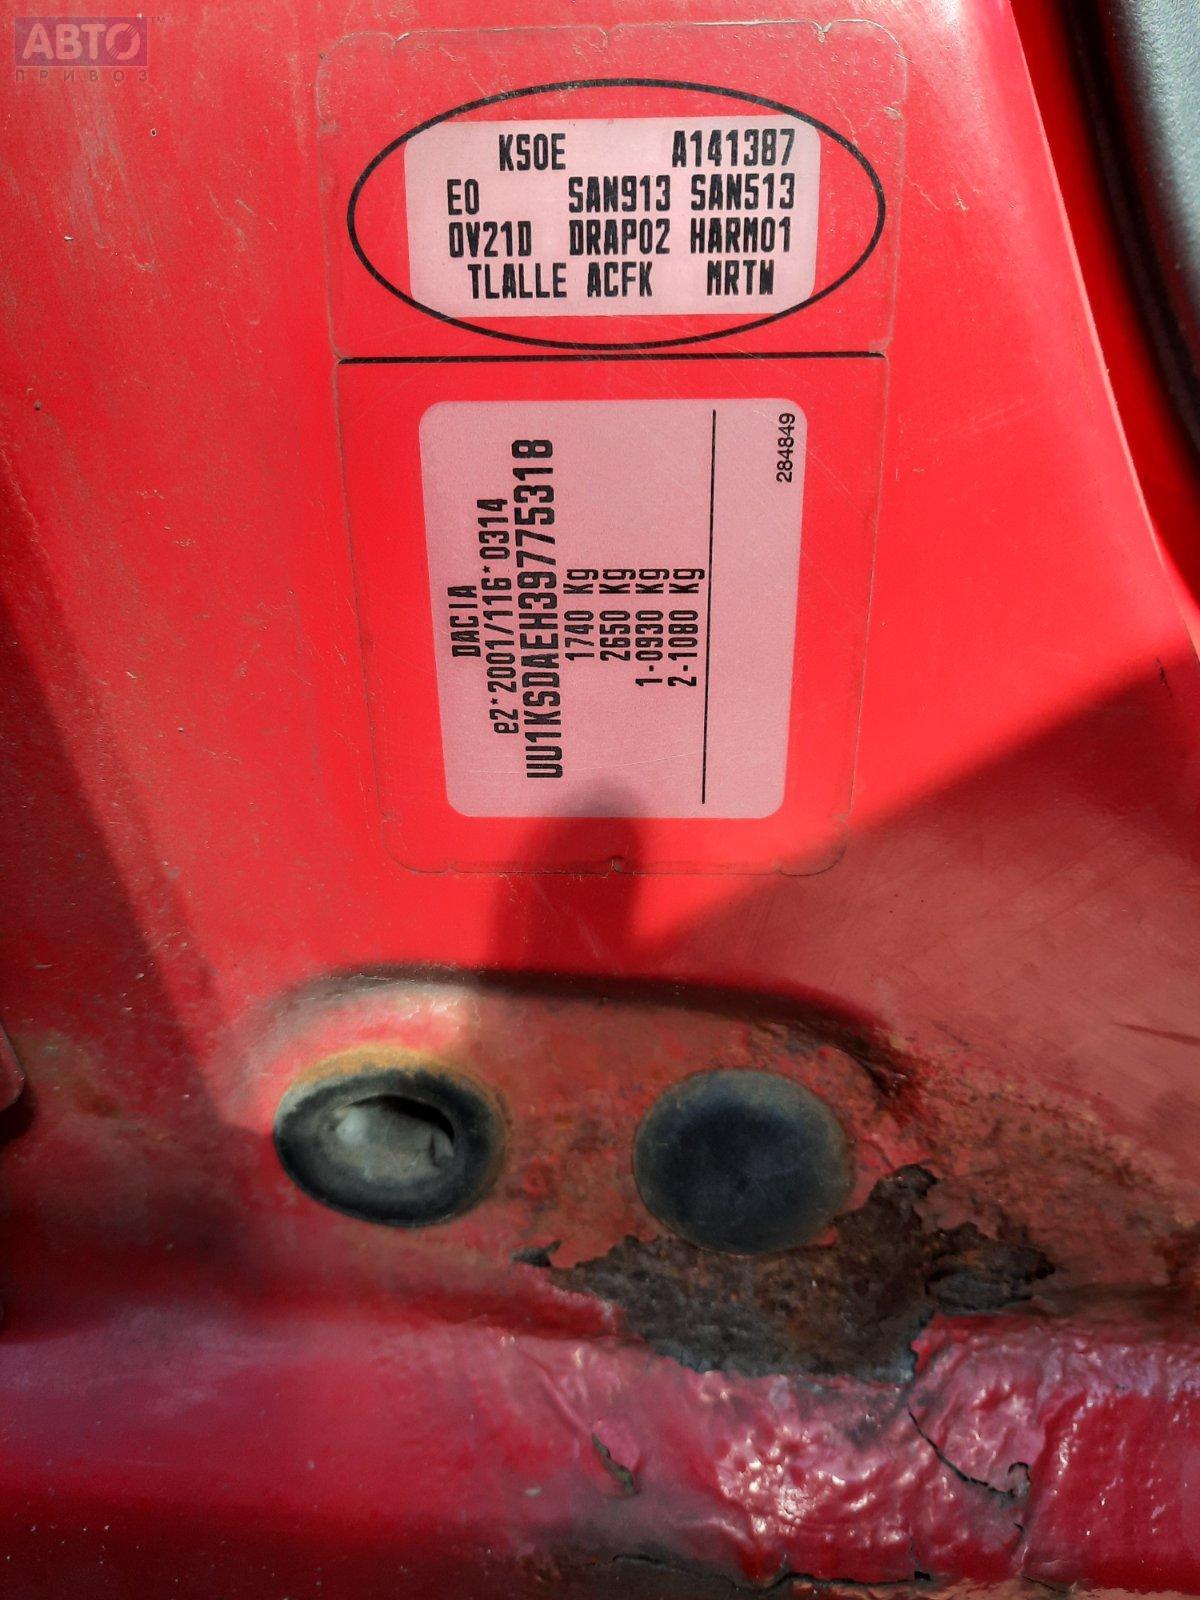 АВТО
ПРИВОЗ
KS0E A141387
E0 SAN913 SAN513
0V21D DRAP02 HARM01
TLALLE ACFK MRTN
DACIA
e2*2001/116*0314
UU1KSDAEH39775318
1740 Kg
2650 Kg
1-0930 Kg
2-1080 Kg
284849